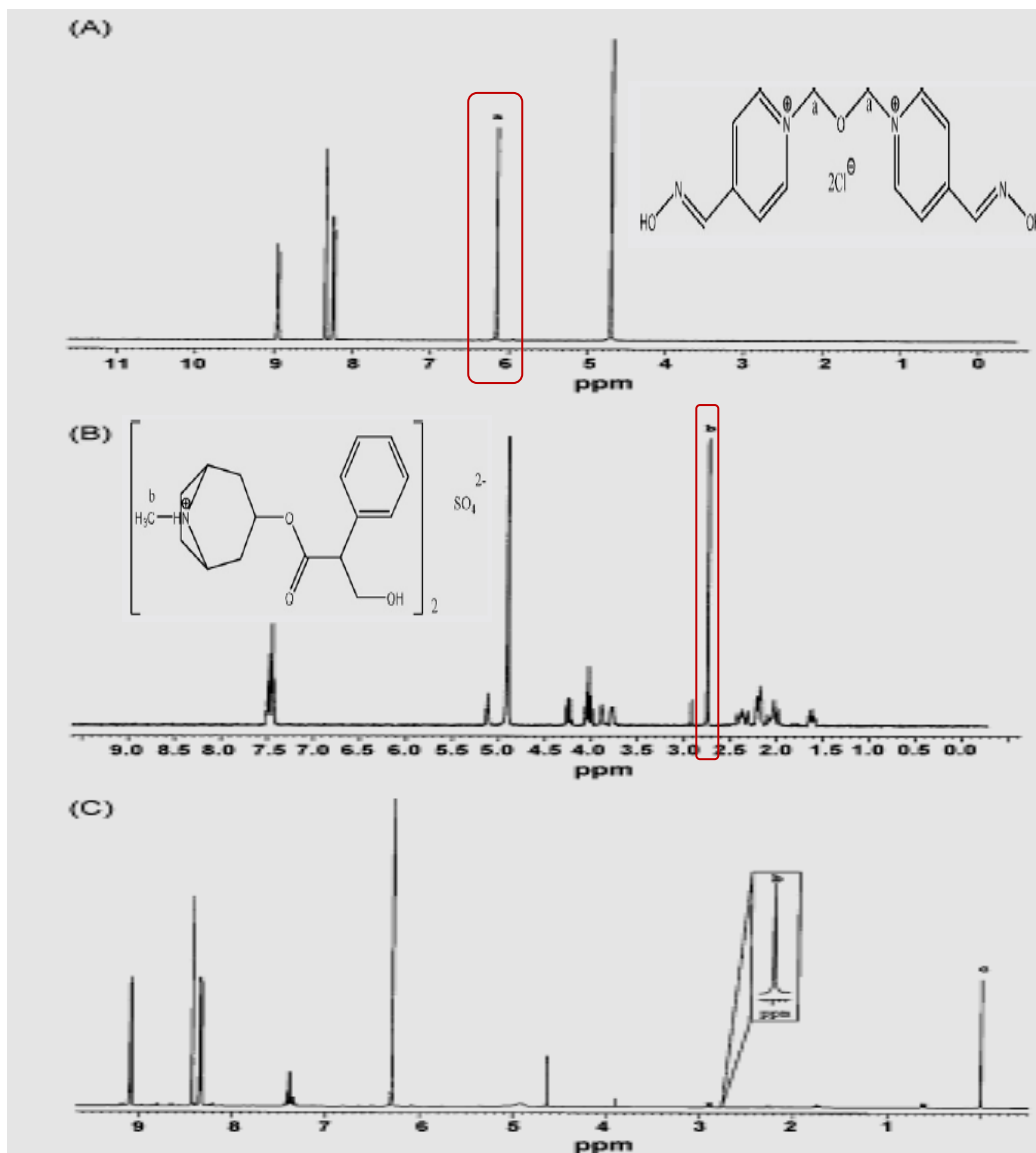 (A)
a
a a
⊕ ⊕
N O N
2Cl⊖
N N
HO OH
11 10 9 8 7 6 5 4 3 2 1 0
ppm
(B)
b
b
H₃C HN⊕
O
O
OH
2
SO₄²⁻
9.0 8.5 8.0 7.5 7.0 6.5 6.0 5.5 5.0 4.5 4.0 3.5 3.0 2.5 2.0 1.5 1.0 0.5 0.0
ppm
(C)
b
ppm
c
9 8 7 6 5 4 3 2 1 0
ppm